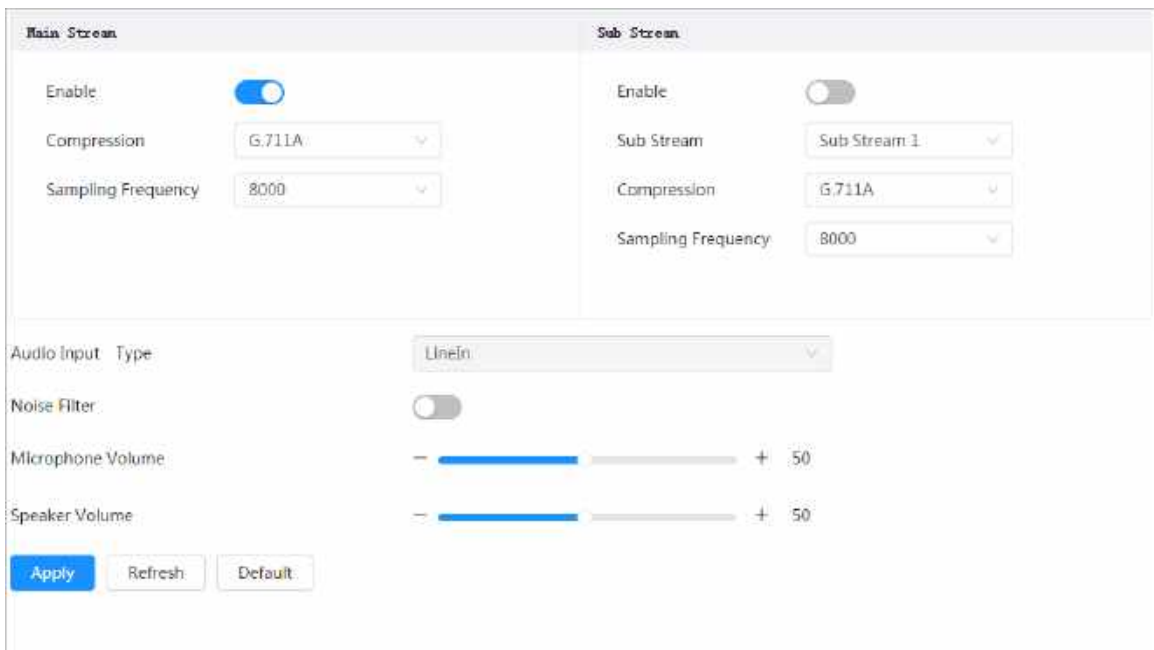 Main Stream
Sub Stream
Enable
Enable
Compression
G.711A
Sub Stream
Sub Stream 1
Sampling Frequency
8000
Compression
G.711A
Sampling Frequency
8000
Audio Input Type
LineIn
Noise Filter
Microphone Volume
− + 50
Speaker Volume
− + 50
Apply
Refresh
Default